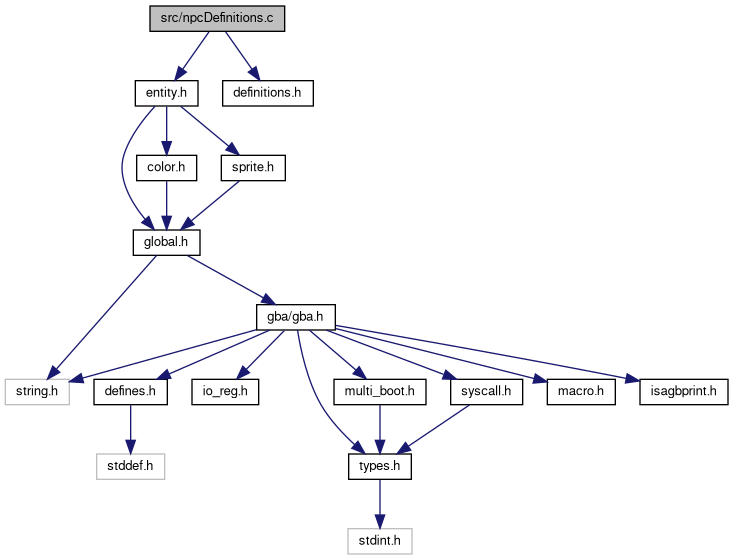 src/npcDefinitions.c
entity.h
definitions.h
color.h
sprite.h
global.h
gba/gba.h
string.h
defines.h
io_reg.h
multi_boot.h
syscall.h
macro.h
isagbprint.h
stddef.h
types.h
stdint.h